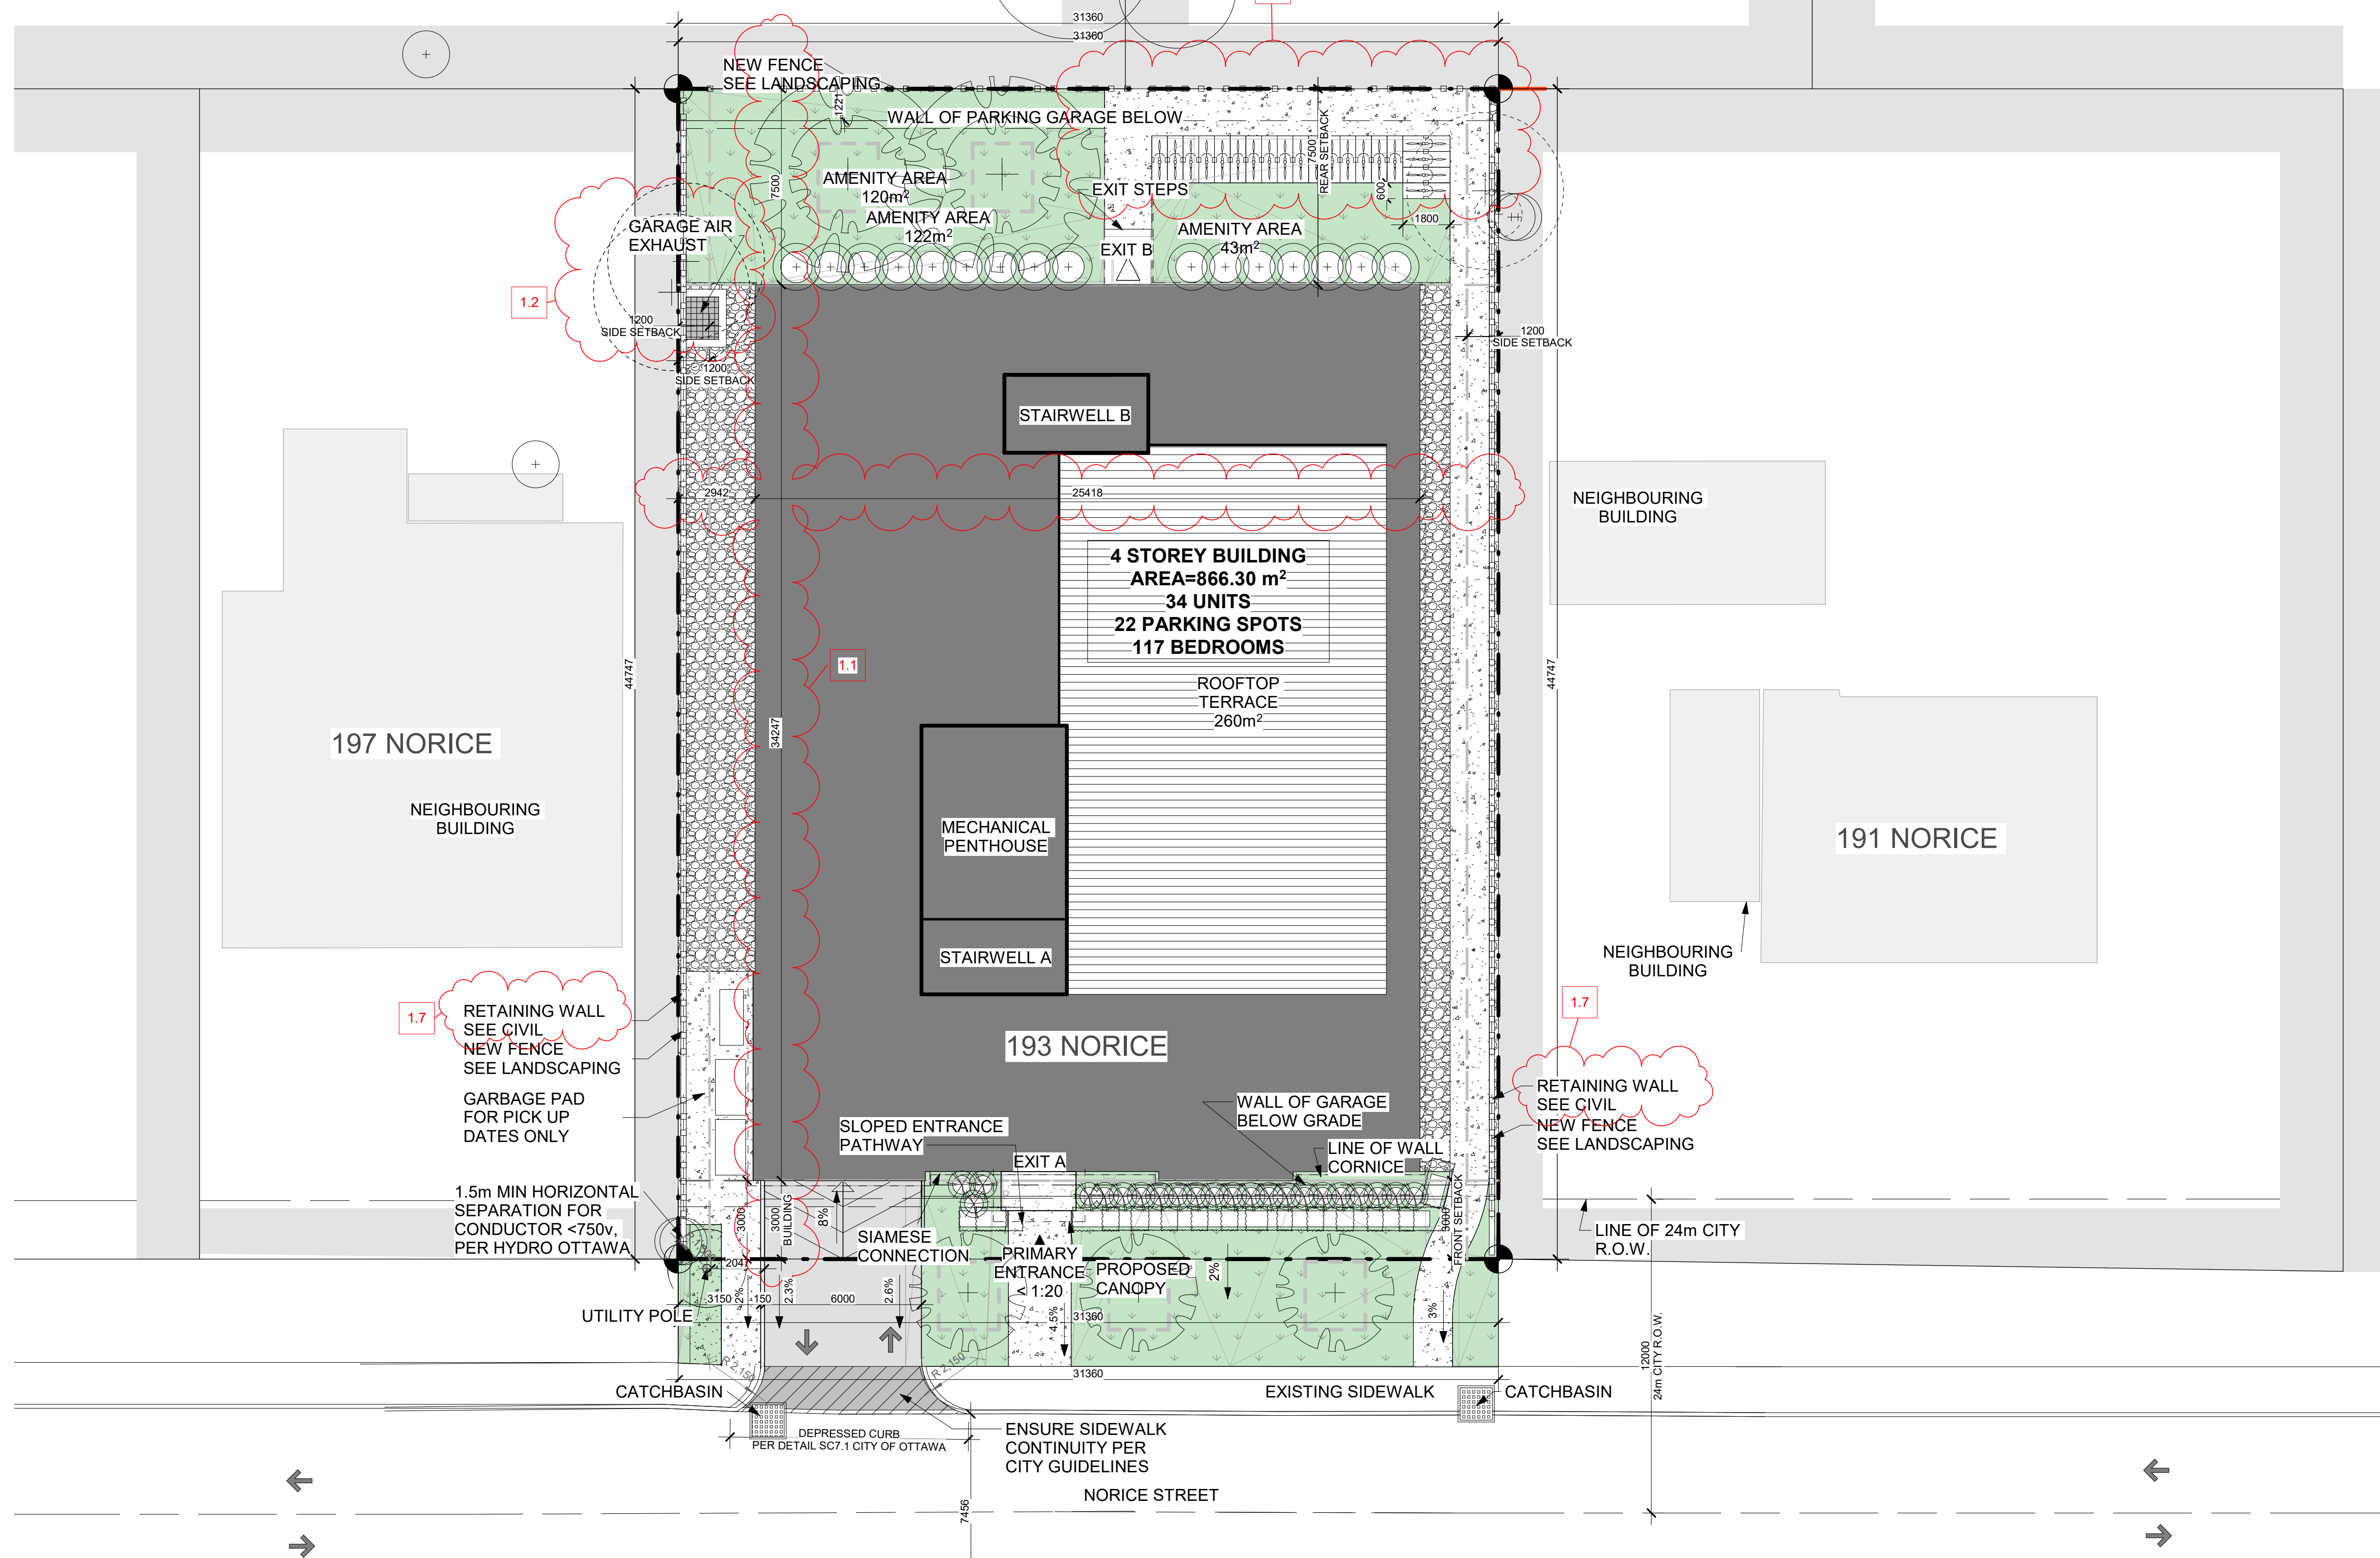 31360
31360
NEW FENCE
SEE LANDSCAPING
1221
WALL OF PARKING GARAGE BELOW
7500
7500
REAR SETBACK
AMENITY AREA
120m²
AMENITY AREA
122m²
EXIT STEPS
600
1800
AMENITY AREA
43m²
EXIT B
GARAGE AIR
EXHAUST
1.2
1200
SIDE SETBACK
1200
SIDE SETBACK
1200
SIDE SETBACK
STAIRWELL B
2942
25418
NEIGHBOURING
BUILDING
4 STOREY BUILDING
AREA=866.30 m²
34 UNITS
22 PARKING SPOTS
117 BEDROOMS
1.1
44747
44747
34247
ROOFTOP
TERRACE
260m²
197 NORICE
NEIGHBOURING
BUILDING
MECHANICAL
PENTHOUSE
191 NORICE
STAIRWELL A
NEIGHBOURING
BUILDING
1.7
RETAINING WALL
SEE CIVIL
NEW FENCE
SEE LANDSCAPING
1.7
193 NORICE
RETAINING WALL
SEE CIVIL
NEW FENCE
SEE LANDSCAPING
GARBAGE PAD
FOR PICK UP
DATES ONLY
WALL OF GARAGE
BELOW GRADE
SLOPED ENTRANCE
PATHWAY
LINE OF WALL
CORNICE
EXIT A
1.5m MIN HORIZONTAL
SEPARATION FOR
CONDUCTOR <750v,
PER HYDRO OTTAWA
3000
3000
BUILDING
8%
SIAMESE
CONNECTION
PRIMARY
ENTRANCE
< 1:20
PROPOSED
CANOPY
2%
3000
FRONT SETBACK
LINE OF 24m CITY
R.O.W.
2047
3150
2%
150
2.3%
6000
2.6%
4.5%
31360
3%
UTILITY POLE
R 2.150
R 2.150
31360
12000
24m CITY R.O.W.
CATCHBASIN
EXISTING SIDEWALK
CATCHBASIN
DEPRESSED CURB
PER DETAIL SC7.1 CITY OF OTTAWA
ENSURE SIDEWALK
CONTINUITY PER
CITY GUIDELINES
7456
NORICE STREET